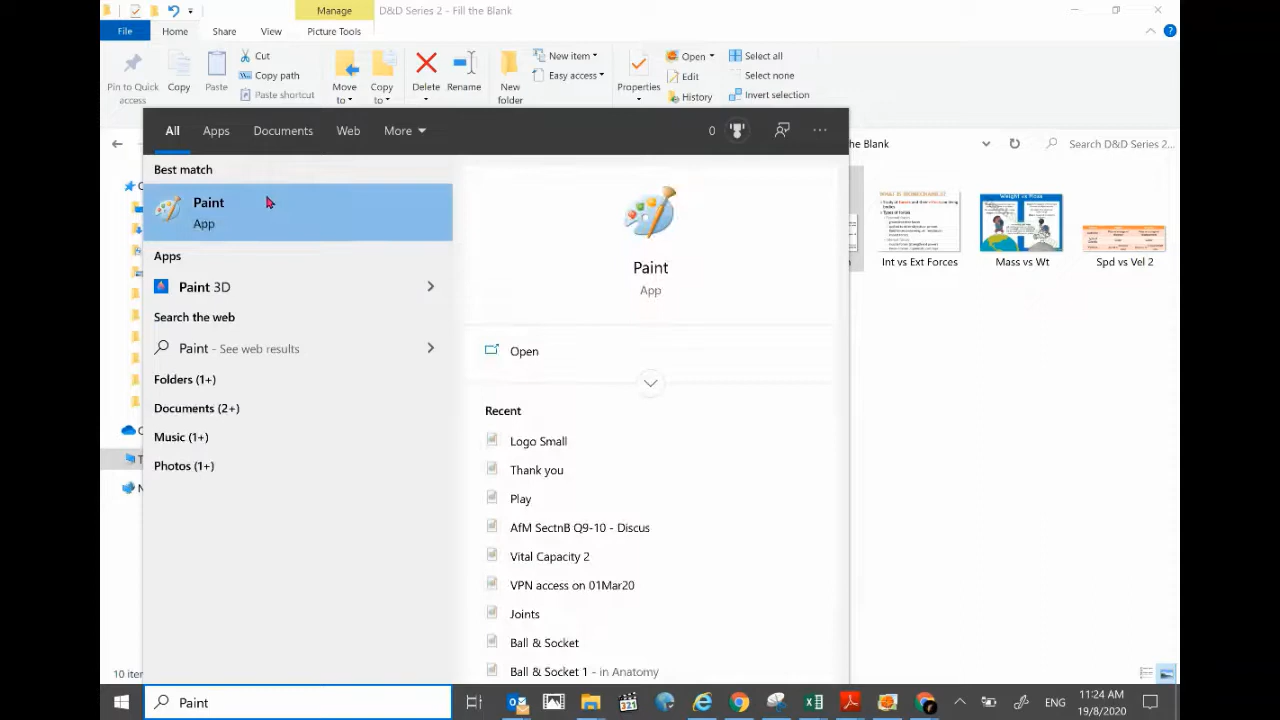 Manage
D&D Series 2 - Fill the Blank
File
Home
Share
View
Picture Tools
Pin to Quick access
Copy
Paste
Cut
Copy path
Paste shortcut
Move to
Copy to
Delete
Rename
New folder
New item
Easy access
Properties
Open
Edit
History
Select all
Select none
Invert selection
All
Apps
Documents
Web
More
0
he Blank
Search D&D Series 2...
Best match
Paint
App
Apps
Paint 3D
Search the web
Paint - See web results
Folders (1+)
Documents (2+)
Music (1+)
Photos (1+)
Paint
App
Open
Recent
Logo Small
Thank you
Play
AfM SectnB Q9-10 - Discus
Vital Capacity 2
VPN access on 01Mar20
Joints
Ball & Socket
Ball & Socket 1 - in Anatomy
Weight vs Mass
Int vs Ext Forces
Mass vs Wt
Spd vs Vel 2
10 iter
Paint
ENG
11:24 AM
19/8/2020